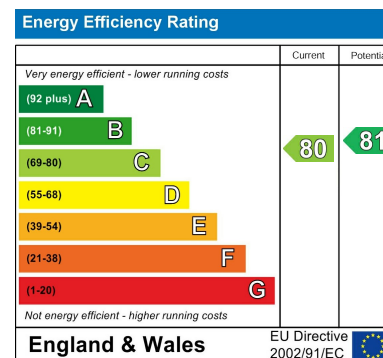 Energy Efficiency Rating
Current Potentia
Very energy efficient - lower running costs
(92 plus) A
(81-91) B
(69-80) C
80
81
(55-68) D
(39-54) E
(21-38) F
(1-20) G
Not energy efficient - higher running costs
England & Wales
EU Directive
2002/91/EC